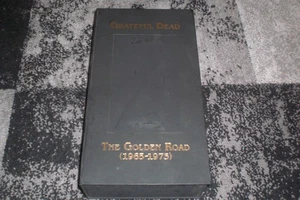 GRATEFUL DEAD
THE GOLDEN ROAD
(1965-1973)